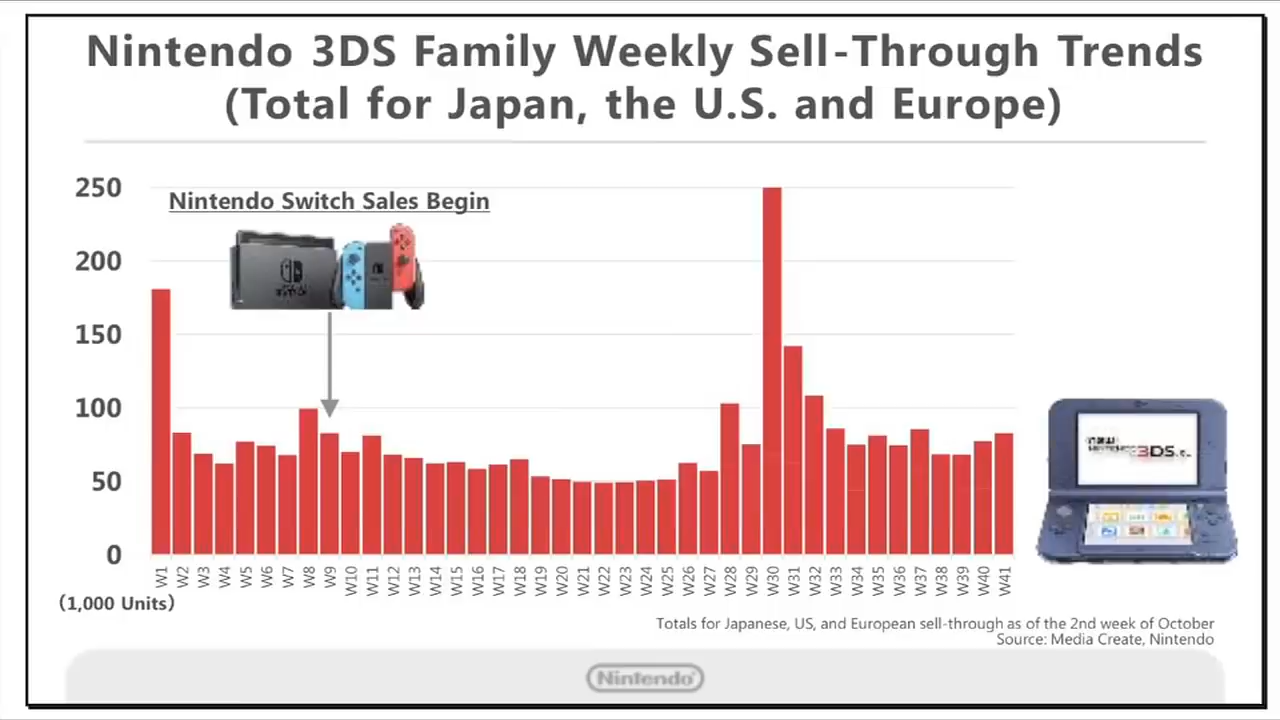 Nintendo 3DS Family Weekly Sell-Through Trends
(Total for Japan, the U.S. and Europe)
250
Nintendo Switch Sales Begin
200
150
100
50
0
W1 W2 W3 W4 W5 W6 W7 W8 W9 W10 W11 W12 W13 W14 W15 W16 W17 W18 W19 W20 W21 W22 W23 W24 W25 W26 W27 W28 W29 W30 W31 W32 W33 W34 W35 W36 W37 W38 W39 W40 W41
(1,000 Units)
3DS
Totals for Japanese, US, and European sell-through as of the 2nd week of October
Source: Media Create, Nintendo
Nintendo